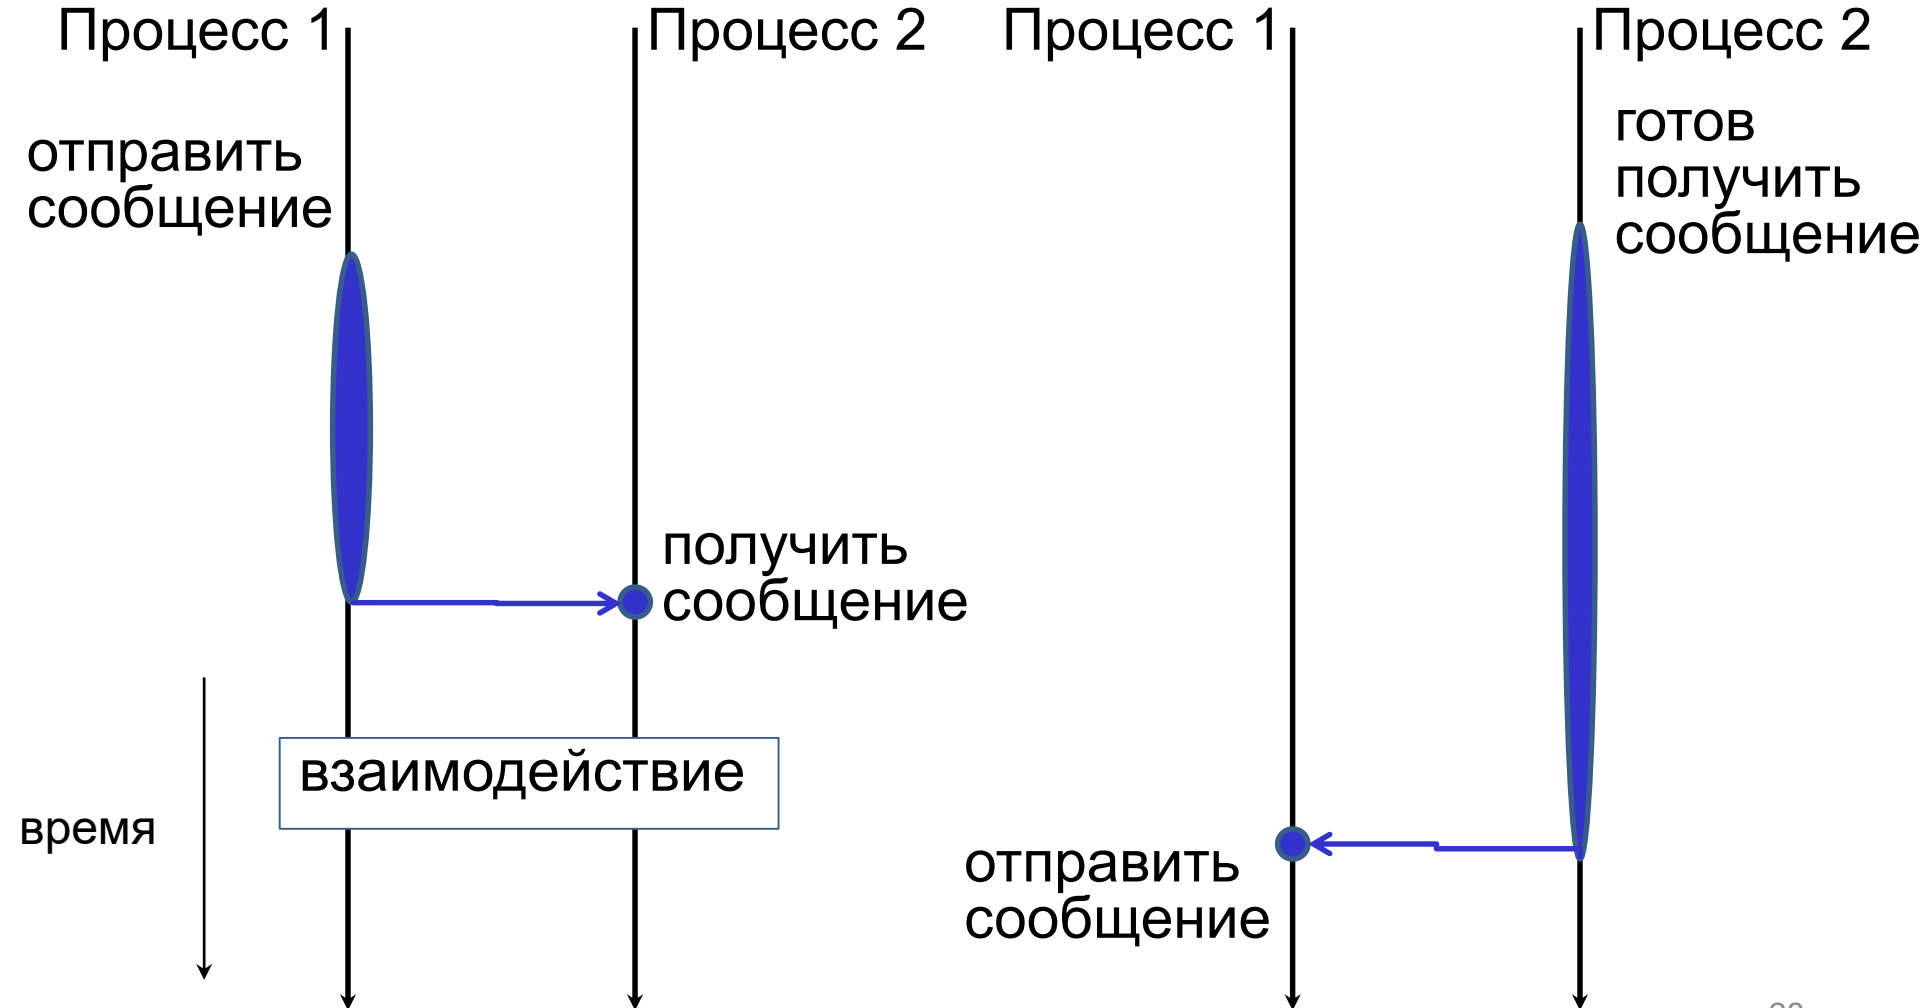 Процесс 1
Процесс 2
отправить
сообщение
получить
сообщение
взаимодействие
время
Процесс 1
Процесс 2
готов
получить
сообщение
отправить
сообщение